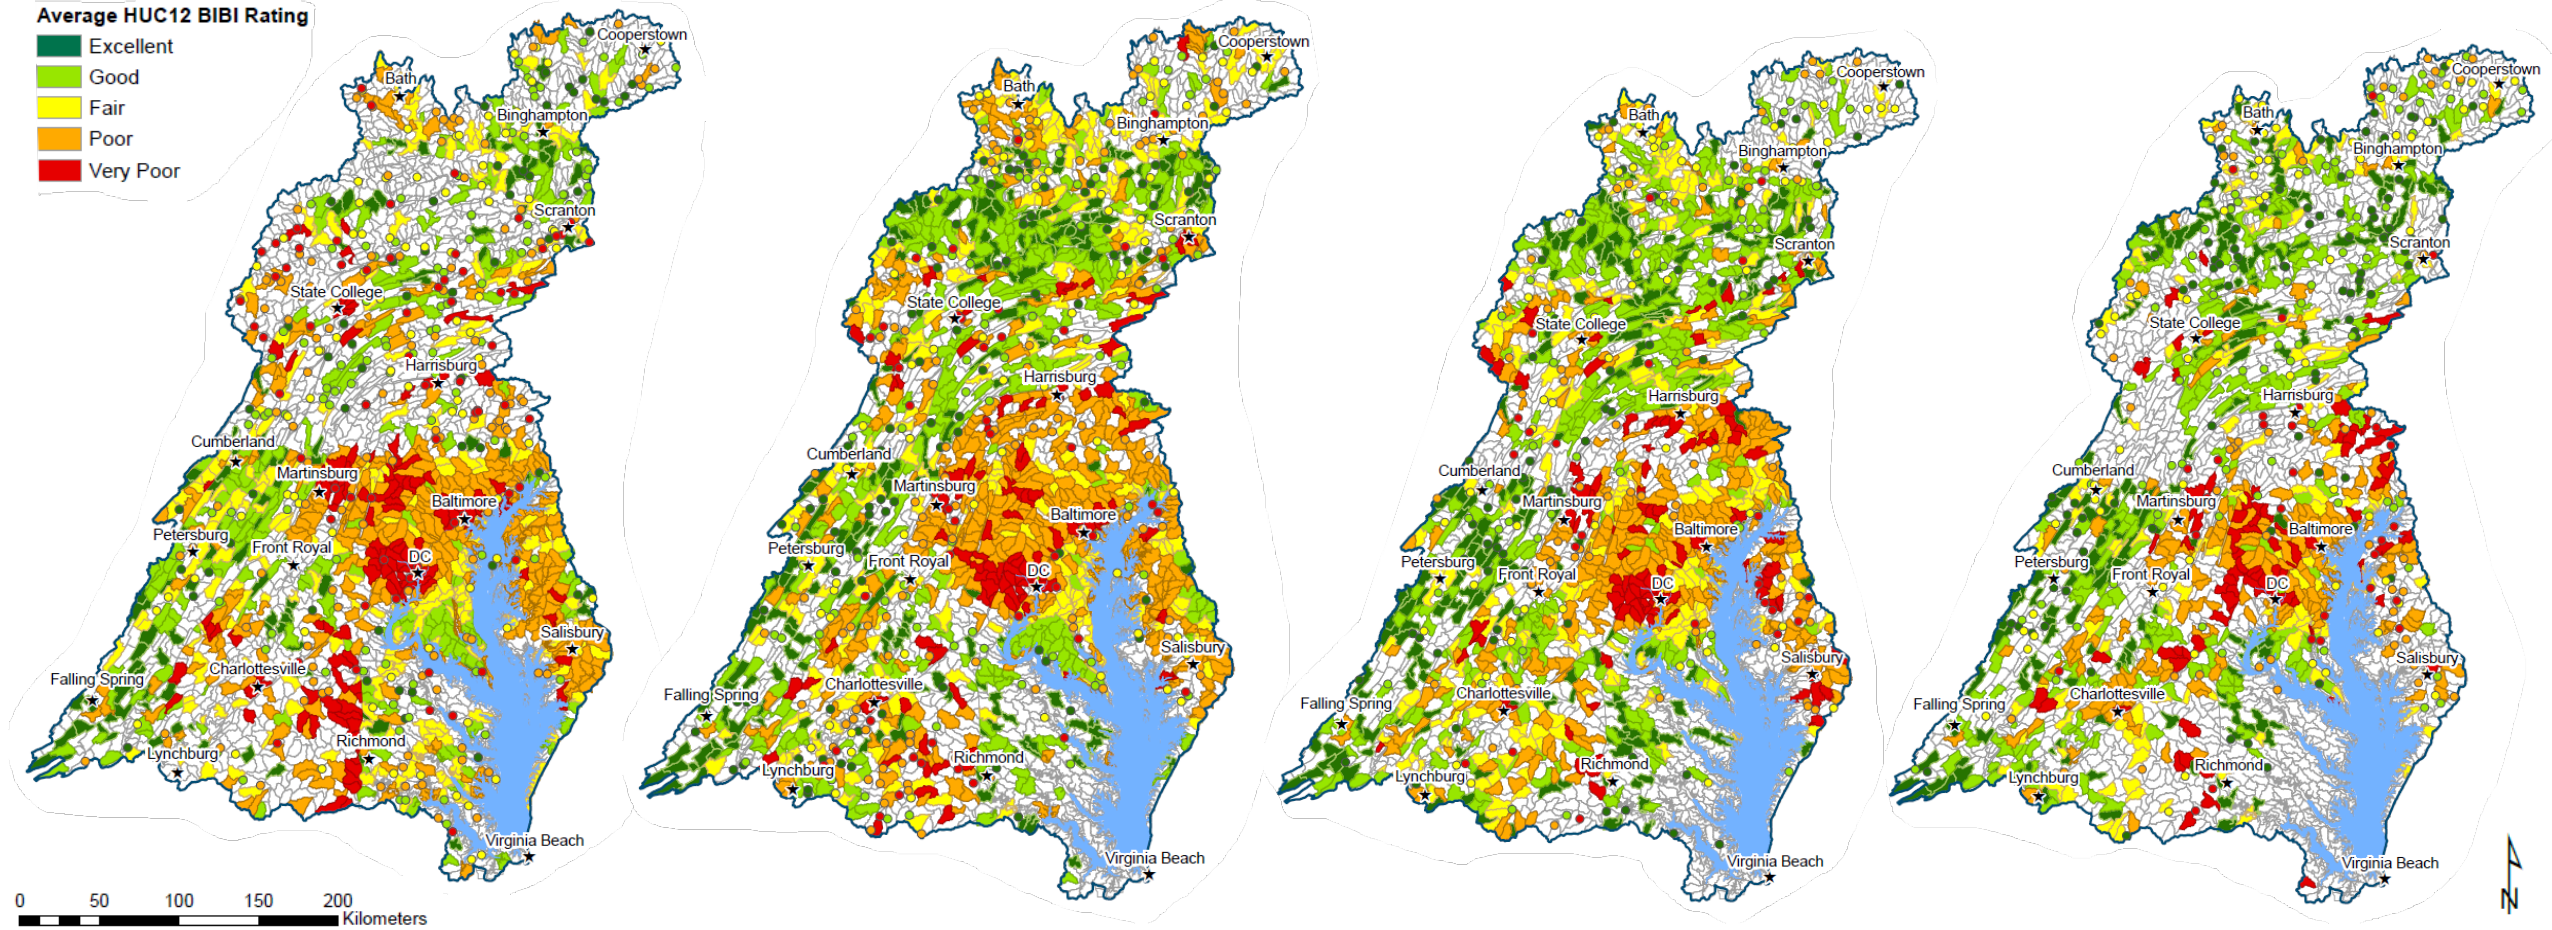 Average HUC12 BIBI Rating
Excellent
Good
Fair
Poor
Very Poor
Cooperstown
Bath
Binghampton
Scranton
State College
Harrisburg
Cumberland
Martinsburg
Baltimore
Petersburg
Front Royal
DC
Salisbury
Charlottesville
Falling Spring
Richmond
Lynchburg
Virginia Beach
Cooperstown
Bath
Binghampton
Scranton
State College
Harrisburg
Cumberland
Martinsburg
Baltimore
Petersburg
Front Royal
DC
Salisbury
Charlottesville
Falling Spring
Richmond
Lynchburg
Virginia Beach
Cooperstown
Bath
Binghampton
Scranton
State College
Harrisburg
Cumberland
Martinsburg
Baltimore
Petersburg
Front Royal
DC
Salisbury
Charlottesville
Falling Spring
Richmond
Lynchburg
Virginia Beach
Cooperstown
Bath
Binghampton
Scranton
State College
Harrisburg
Cumberland
Martinsburg
Baltimore
Petersburg
Front Royal
DC
Salisbury
Charlottesville
Falling Spring
Richmond
Lynchburg
Virginia Beach
0 50 100 150 200
Kilometers
N